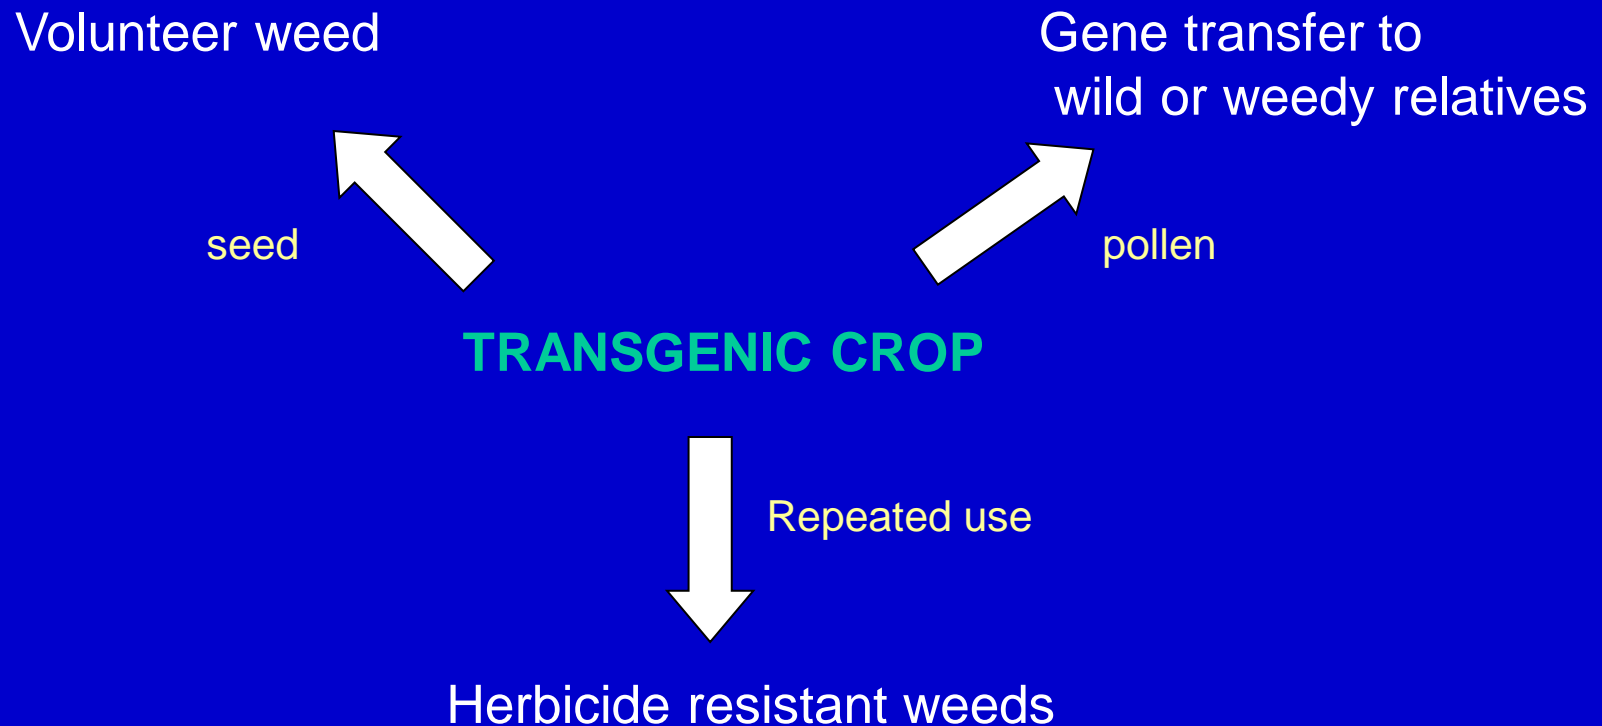 Volunteer weed
Gene transfer to
wild or weedy relatives
seed
pollen
TRANSGENIC CROP
Repeated use
Herbicide resistant weeds